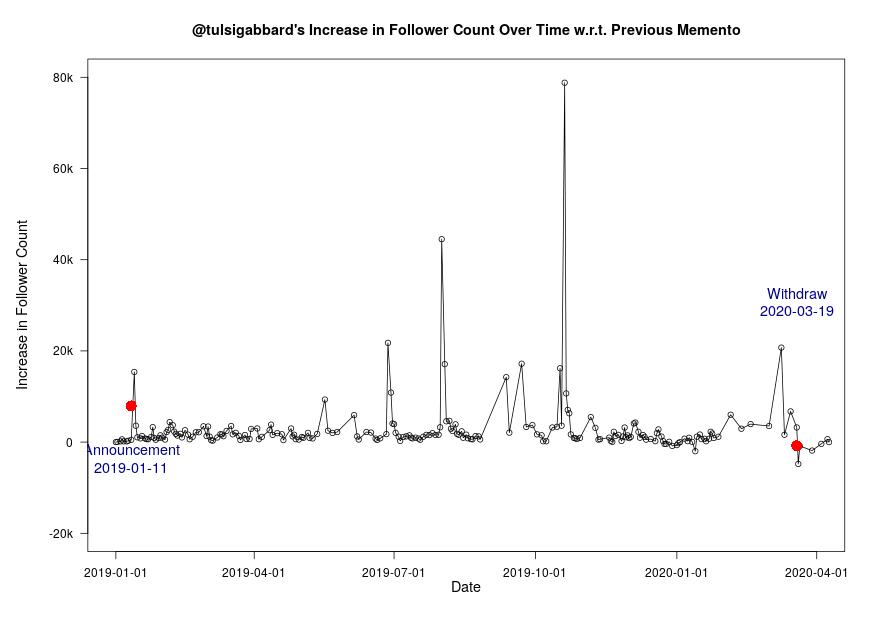 @tulsigabbard's Increase in Follower Count Over Time w.r.t. Previous Memento
80k
60k
40k
20k
0
-20k
Increase in Follower Count
Withdraw
2020-03-19
Announcement
2019-01-11
2019-01-01 2019-04-01 2019-07-01 2019-10-01 2020-01-01 2020-04-01
Date